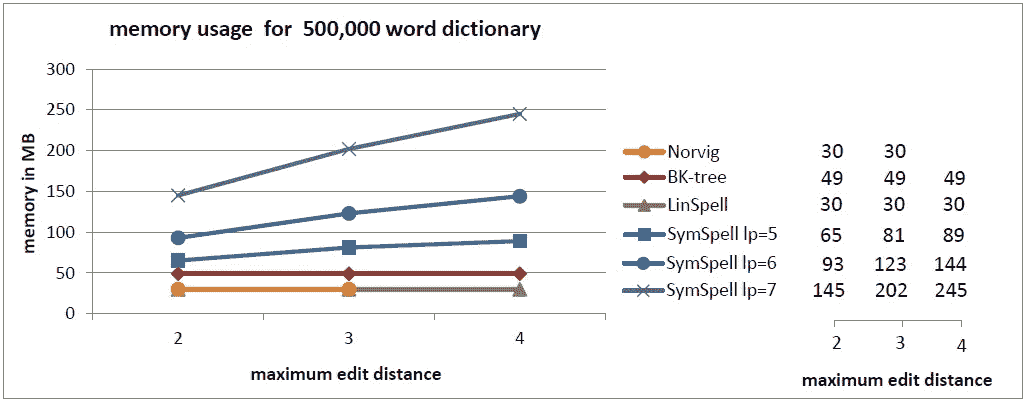 memory usage for 500,000 word dictionary
memory in MB
300
250
200
150
100
50
0
2 3 4
maximum edit distance
Norvig 30 30
BK-tree 49 49 49
LinSpell 30 30 30
SymSpell lp=5 65 81 89
SymSpell lp=6 93 123 144
SymSpell lp=7 145 202 245
2 3 4
maximum edit distance